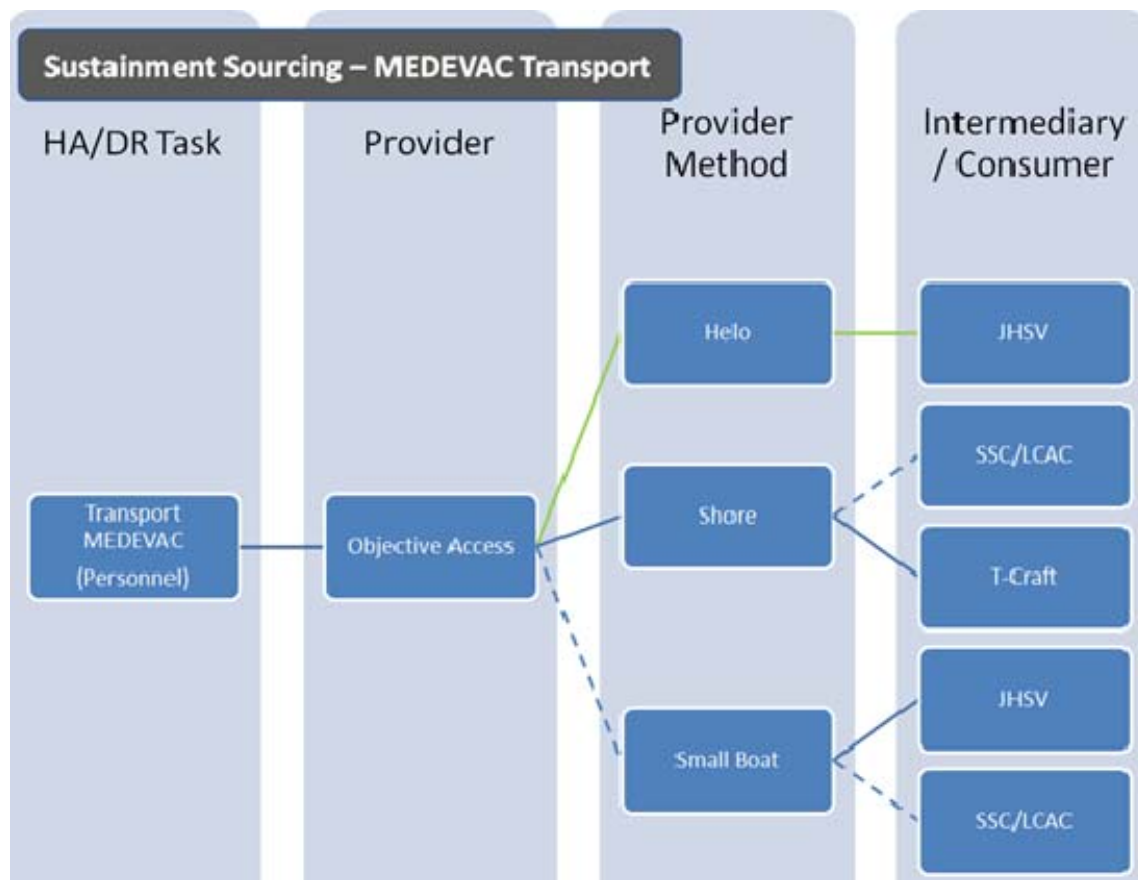 Sustainment Sourcing – MEDEVAC Transport
HA/DR Task
Provider
Provider
Method
Intermediary
/ Consumer
Transport
MEDEVAC
(Personnel)
Objective Access
Helo
Shore
Small Boat
JHSV
SSC/LCAC
T-Craft
JHSV
SSC/LCAC